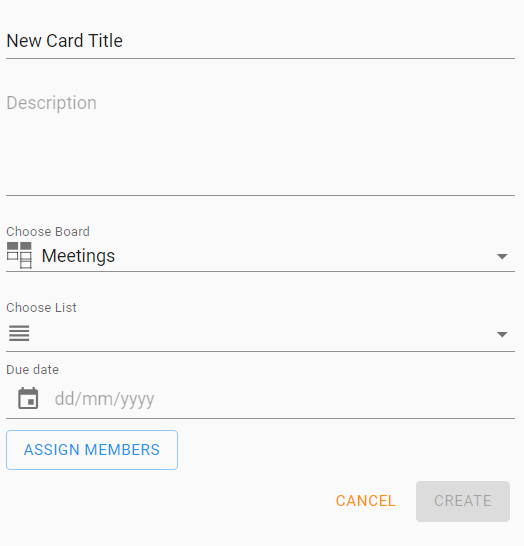 New Card Title
Description
Choose Board
Meetings
Choose List
Due date
dd/mm/yyyy
ASSIGN MEMBERS
CANCEL CREATE